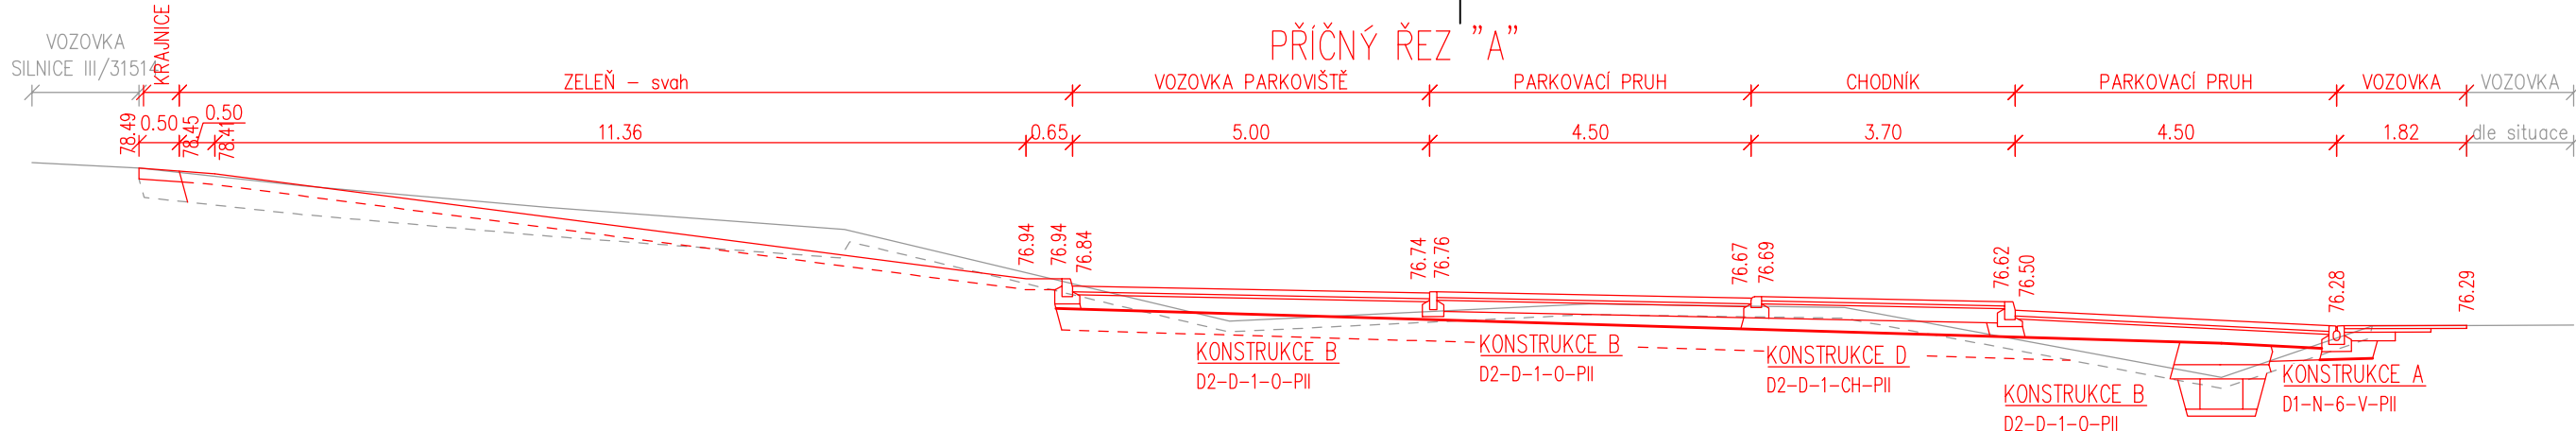 PŘÍČNÝ ŘEZ "A"
VOZOVKA
SILNICE III/31514
KRAJNICE
ZELEŇ - svah
VOZOVKA PARKOVIŠTĚ
PARKOVACÍ PRUH
CHODNÍK
PARKOVACÍ PRUH
VOZOVKA
VOZOVKA
0.50
0.50
11.36
0.65
5.00
4.50
3.70
4.50
1.82
dle situace
78.49
78.45
78.41
76.94
76.94
76.84
76.74
76.76
76.67
76.69
76.62
76.50
76.28
76.29
KONSTRUKCE B
D2-D-1-O-PII
KONSTRUKCE B
D2-D-1-O-PII
KONSTRUKCE D
D2-D-1-CH-PII
KONSTRUKCE B
D2-D-1-O-PII
KONSTRUKCE A
D1-N-6-V-PII